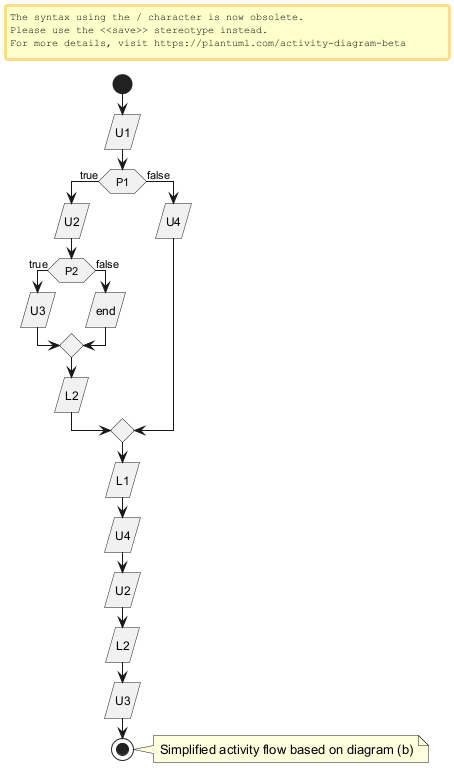 The syntax using the / character is now obsolete.
Please use the <<save>> stereotype instead.
For more details, visit https://plantuml.com/activity-diagram-beta
U1
true
P1
false
U2
U4
true
P2
false
U3
end
L2
L1
U4
U2
L2
U3
Simplified activity flow based on diagram (b)